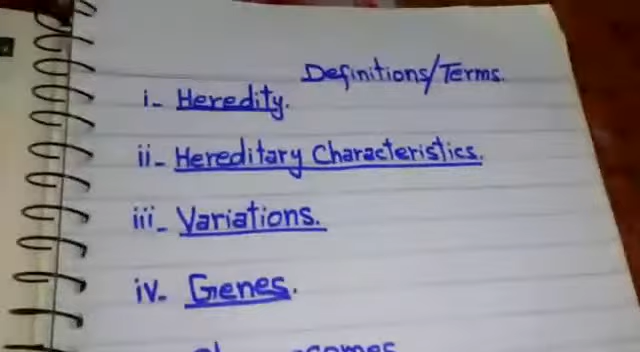 Definitions/Terms.
i- Heredity.
ii- Hereditary Characteristics.
iii- Variations.
iv- Genes.